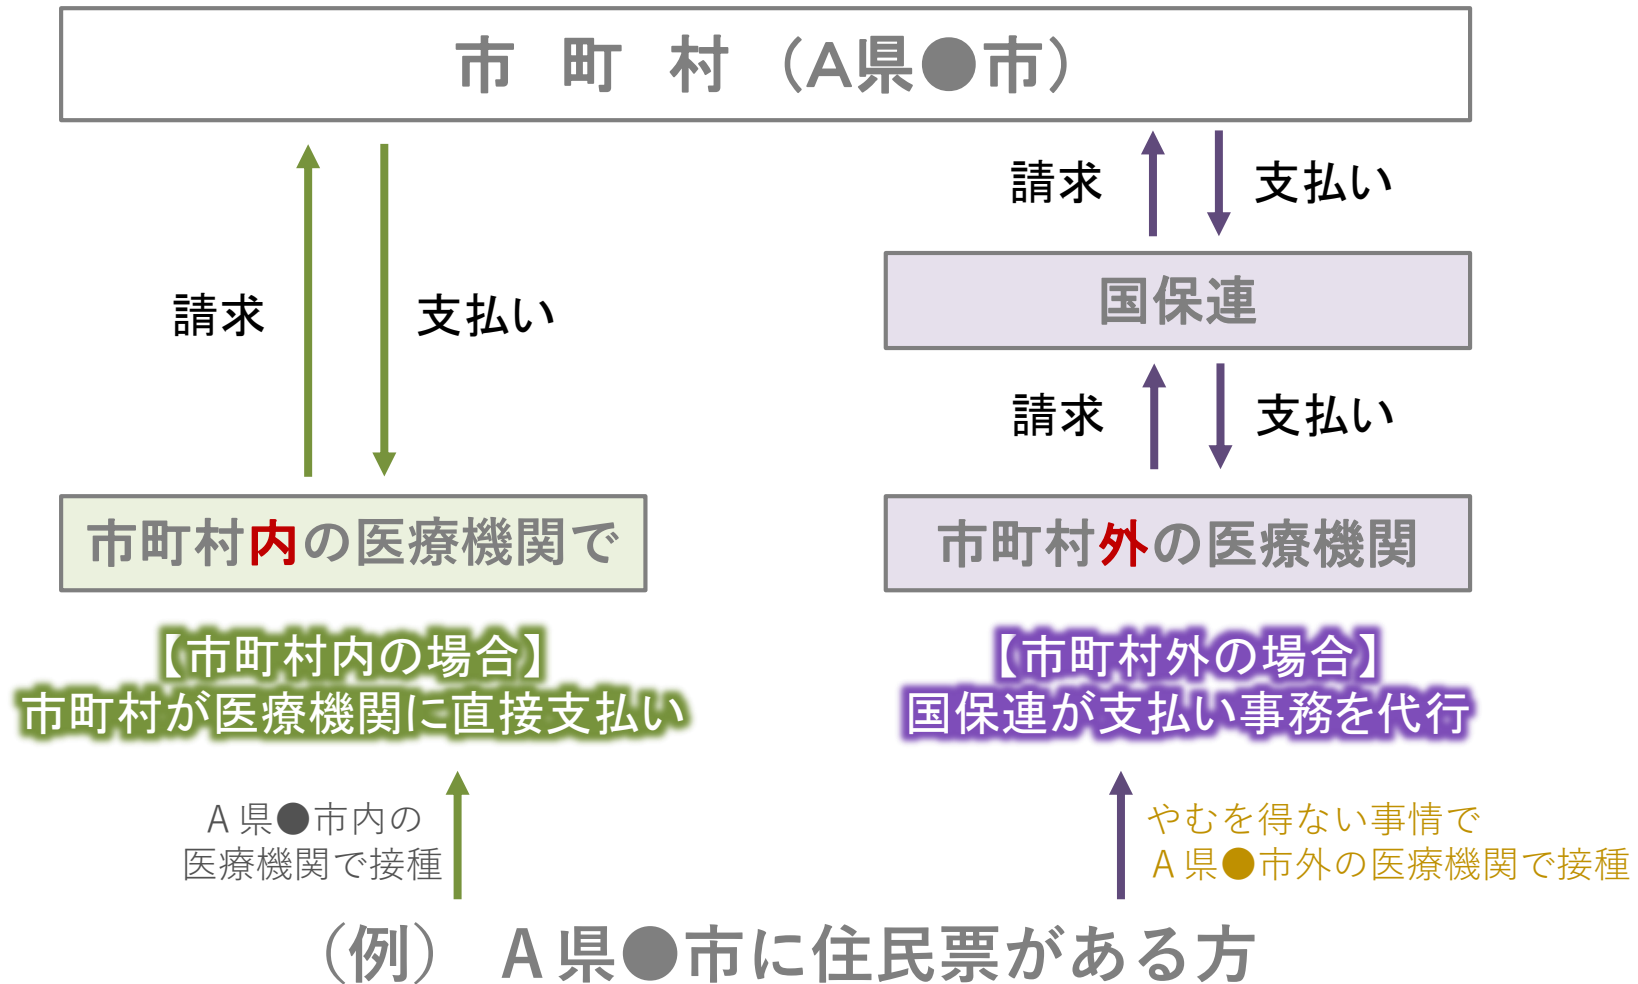 市　町　村　（A県●市）
請求
支払い
国保連
請求
支払い
請求
支払い
市町村内の医療機関で
市町村外の医療機関
【市町村内の場合】
市町村が医療機関に直接支払い
【市町村外の場合】
国保連が支払い事務を代行
A県●市内の
医療機関で接種
やむを得ない事情で
A県●市外の医療機関で接種
（例）　A県●市に住民票がある方